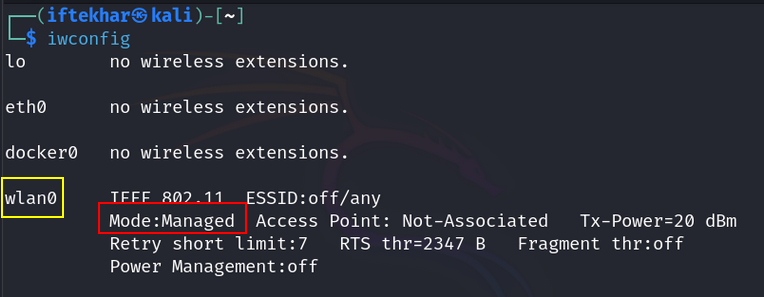 (iftekhar㉿kali)-[~]
$ iwconfig
lo        no wireless extensions.
eth0      no wireless extensions.
docker0   no wireless extensions.
wlan0     IEEE 802.11  ESSID:off/any
Mode:Managed  Access Point: Not-Associated   Tx-Power=20 dBm
Retry short limit:7   RTS thr=2347 B   Fragment thr:off
Power Management:off